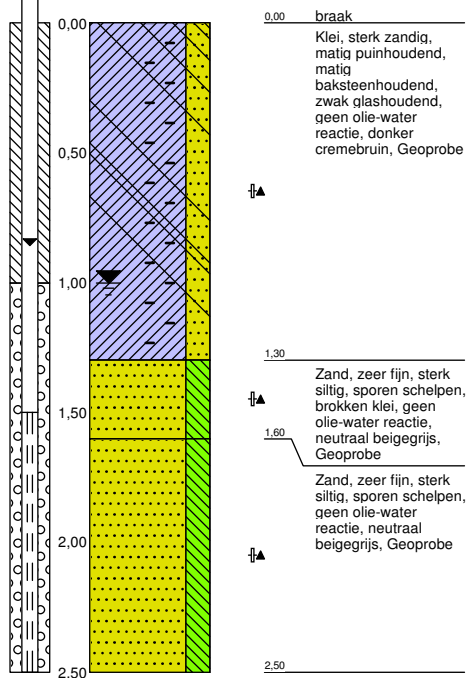 0,00
0,50
1,00
1,50
2,00
2,50
0,00 braak
Klei, sterk zandig,
matig puinhoudend,
matig
baksteenhoudend,
zwak glashoudend,
geen olie-water
reactie, donker
cremebruin, Geoprobe
1,30
Zand, zeer fijn, sterk
siltig, sporen schelpen,
brokken klei, geen
olie-water reactie,
neutraal beigegrijs,
Geoprobe
1,60
Zand, zeer fijn, sterk
siltig, sporen schelpen,
geen olie-water
reactie, neutraal
beigegrijs, Geoprobe
2,50